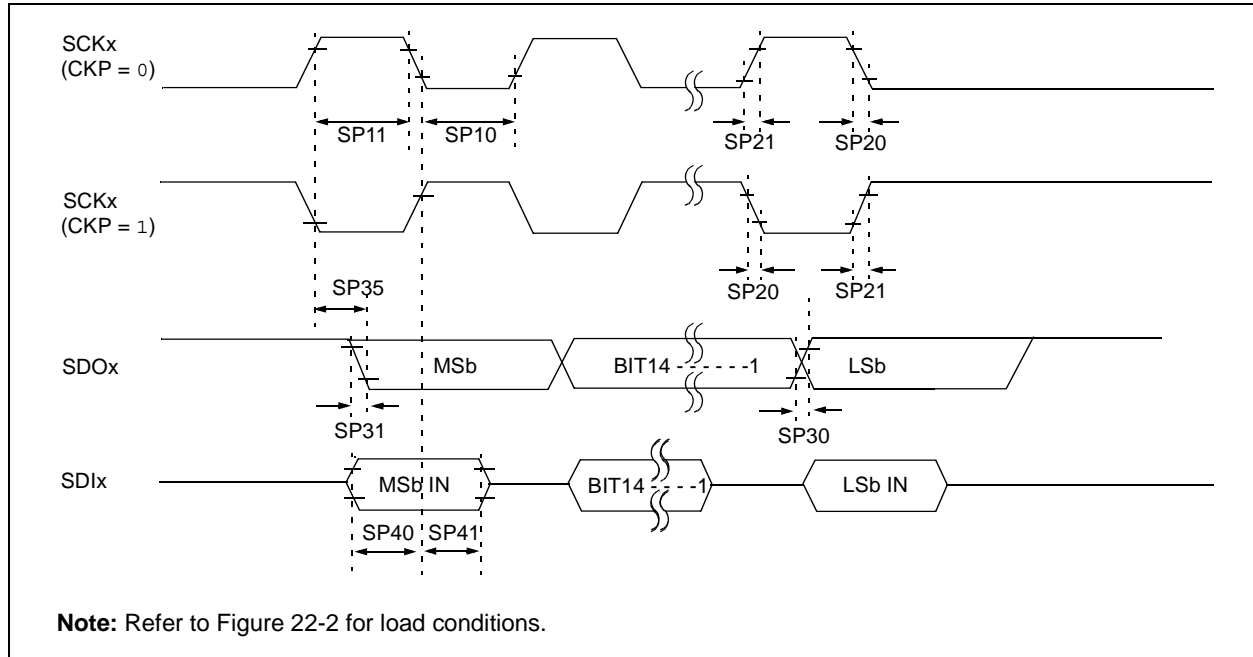 SCKx
(CKP = 0)
SP11
SP10
SP21
SP20
SCKx
(CKP = 1)
SP35
SP20
SP21
SDOx
MSb
BIT14 - - - - - -1
LSb
SP31
SP30
SDIx
MSb IN
BIT14 - - - -1
LSb IN
SP40
SP41
Note: Refer to Figure 22-2 for load conditions.